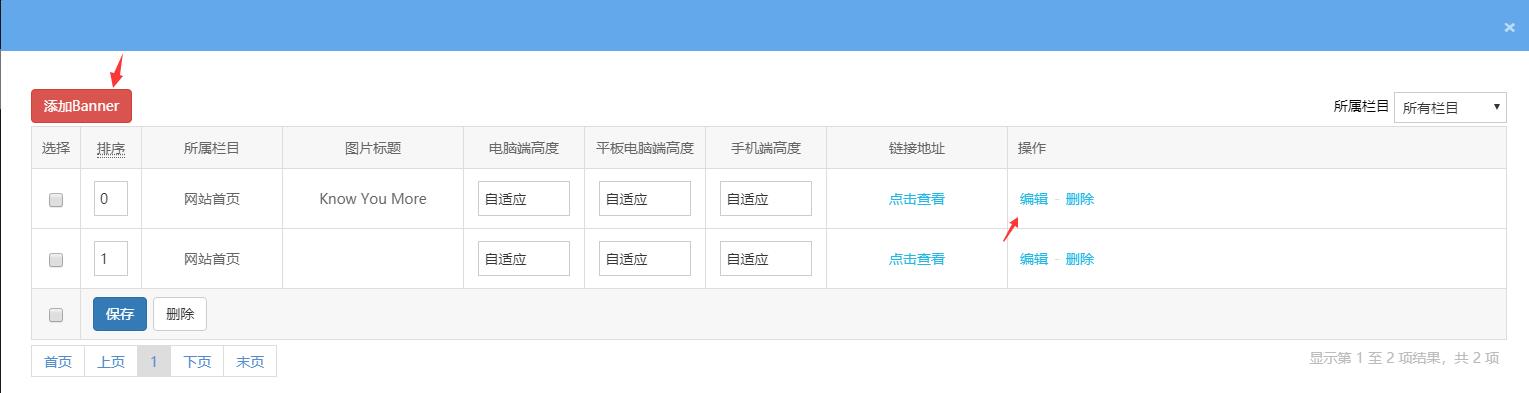 ×
添加Banner
所属栏目 所有栏目
选择 排序 所属栏目 图片标题 电脑端高度 平板电脑端高度 手机端高度 链接地址 操作
0 网站首页 Know You More 自适应 自适应 自适应 点击查看 编辑 - 删除
1 网站首页 自适应 自适应 自适应 点击查看 编辑 - 删除
保存 删除
首页 上页 1 下页 末页
显示第 1 至 2 项结果，共 2 项